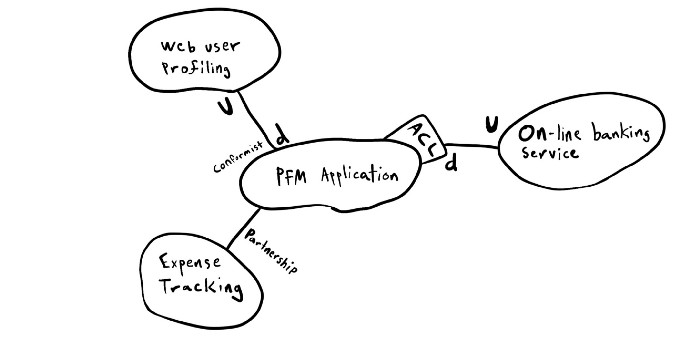 Web user
Profiling
U
d
Conformist
ACL
U
d
On-line banking
Service
PFM Application
Partnership
Expense
Tracking